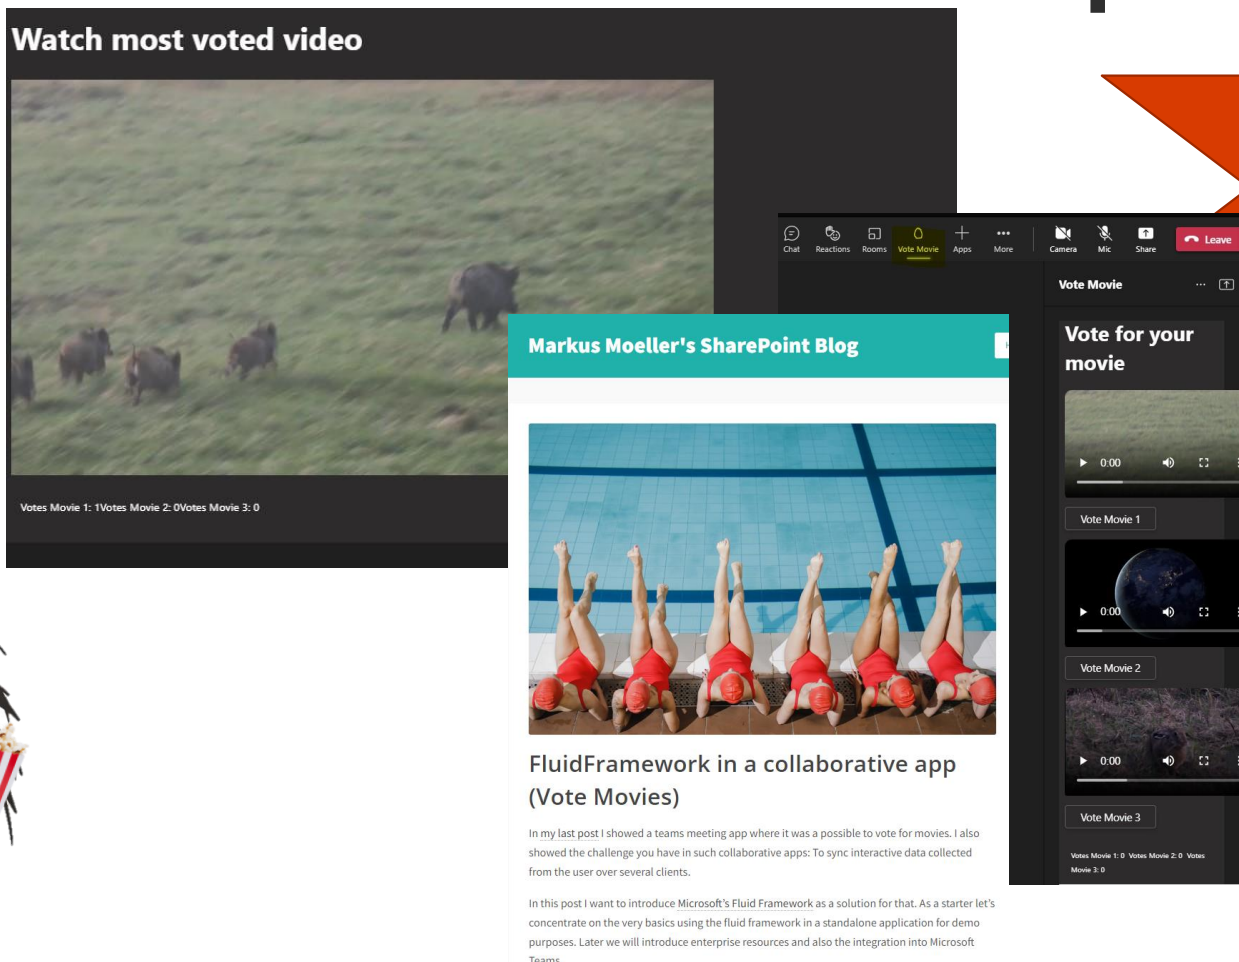 Watch most voted video
Votes Movie 1: 1Votes Movie 2: 0Votes Movie 3: 0
Chat Reactions Rooms Vote Movie Apps More Camera Mic Share Leave
Vote Movie
Vote for your
movie
0:00
Vote Movie 1
0:00
Vote Movie 2
0:00
Vote Movie 3
Votes Movie 1: 0 Votes Movie 2: 0 Votes
Movie 3: 0
Markus Moeller's SharePoint Blog
FluidFramework in a collaborative app
(Vote Movies)
In my last post I showed a teams meeting app where it was a possible to vote for movies. I also
showed the challenge you have in such collaborative apps: To sync interactive data collected
from the user over several clients.
In this post I want to introduce Microsoft's Fluid Framework as a solution for that. As a starter let's
concentrate on the very basics using the fluid framework in a standalone application for demo
purposes. Later we will introduce enterprise resources and also the integration into Microsoft
Teams.